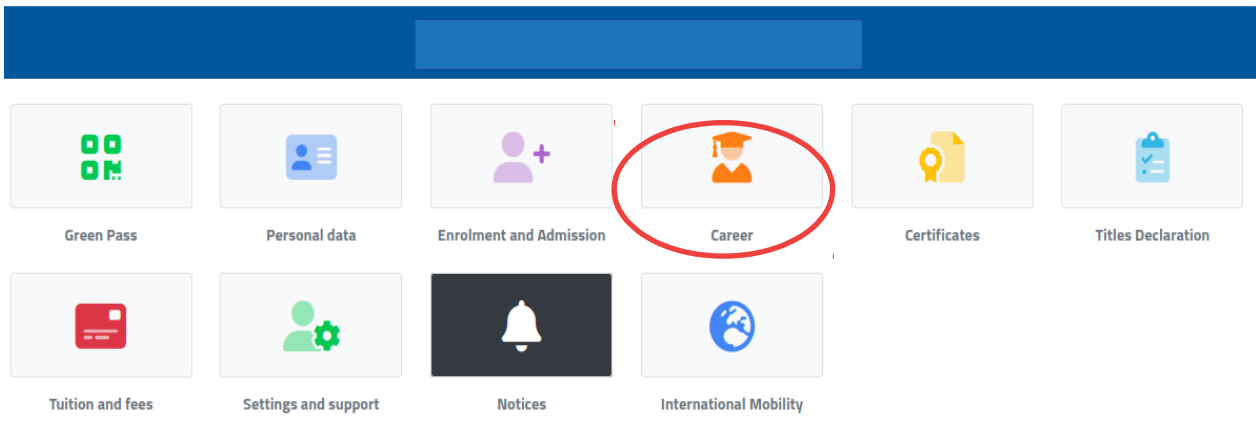 Green Pass
Personal data
Enrolment and Admission
Career
Certificates
Titles Declaration
Tuition and fees
Settings and support
Notices
International Mobility